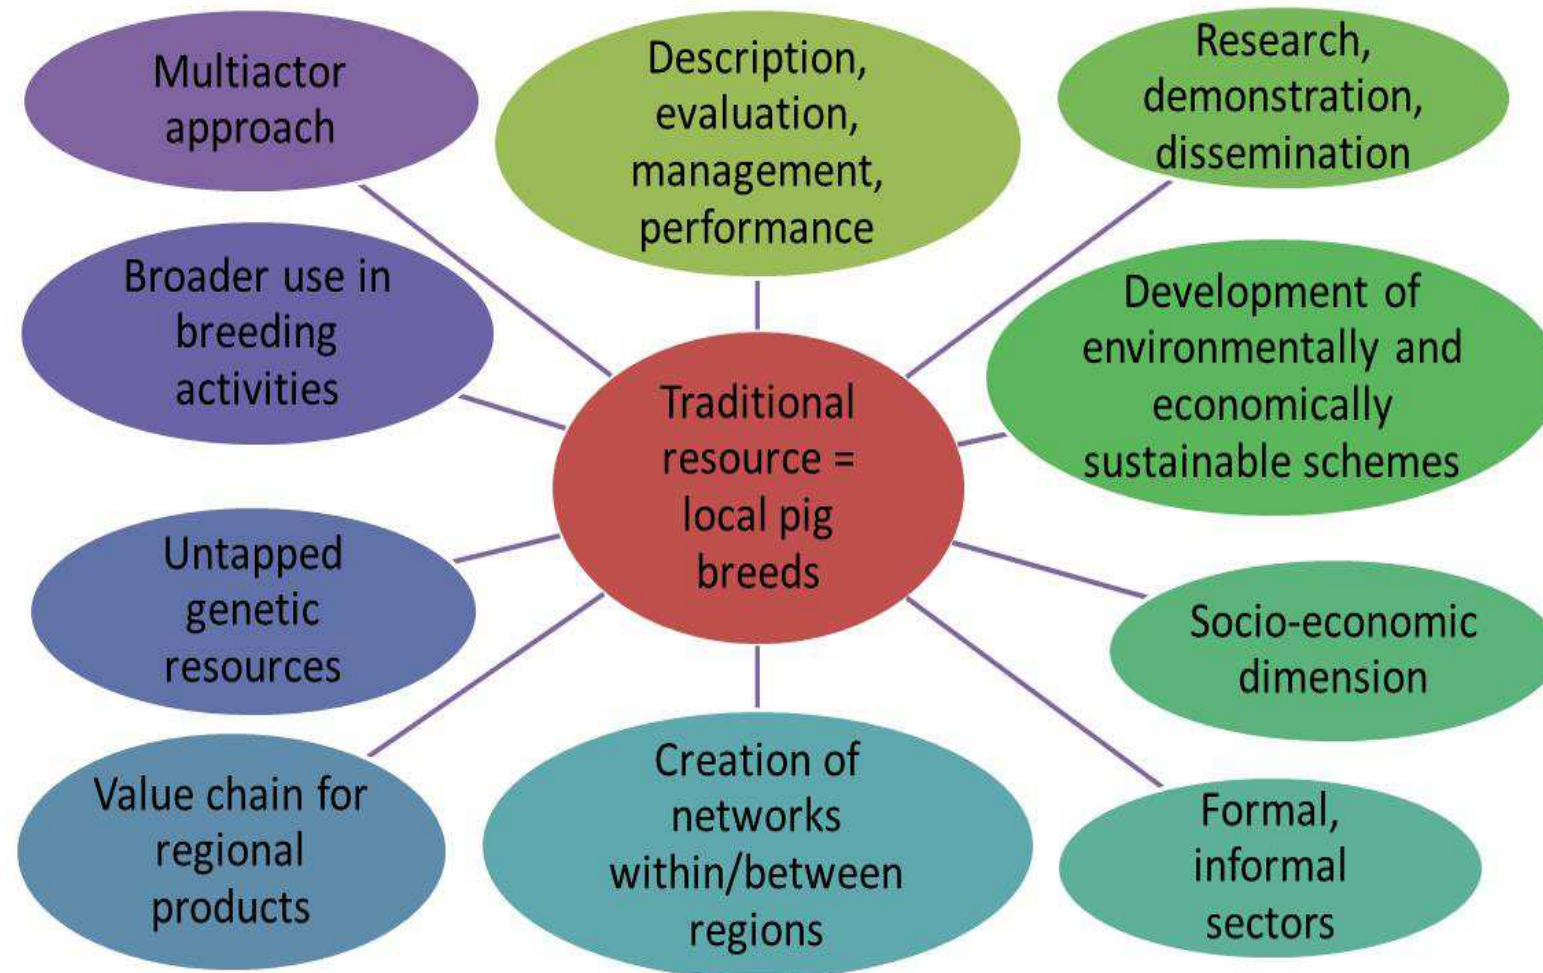 Multiactor
approach
Description,
evaluation,
management,
performance
Research,
demonstration,
dissemination
Broader use in
breeding
activities
Development of
environmentally and
economically
sustainable schemes
Traditional
resource =
local pig
breeds
Untapped
genetic
resources
Socio-economic
dimension
Value chain for
regional
products
Creation of
networks
within/between
regions
Formal,
informal
sectors